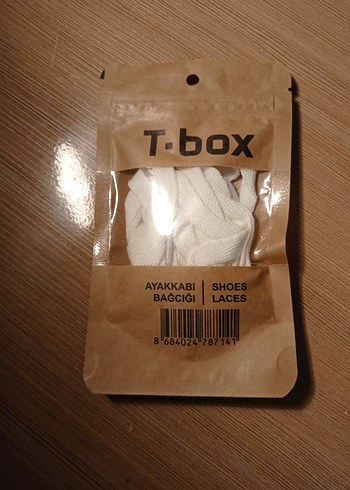 T·box
AYAKKABI | SHOES
BAĞCIĞI | LACES
8 684024 787141